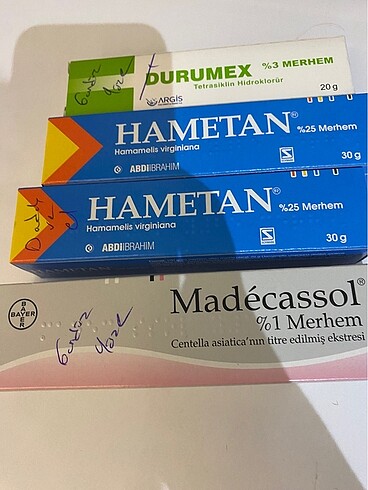 DURUMEX %3 MERHEM
Tetrasiklin Hidroklorür
ARGİS
20 g
HAMETAN® %25 Merhem
Hamamelis virginiana
ABDİİBRAHİM
30 g
HAMETAN® %25 Merhem
Hamamelis virginiana
ABDİİBRAHİM
30 g
HAMETAN
Madécassol®
BAYER
%1 Merhem
Centella asiatica'nın titre edilmiş ekstresi